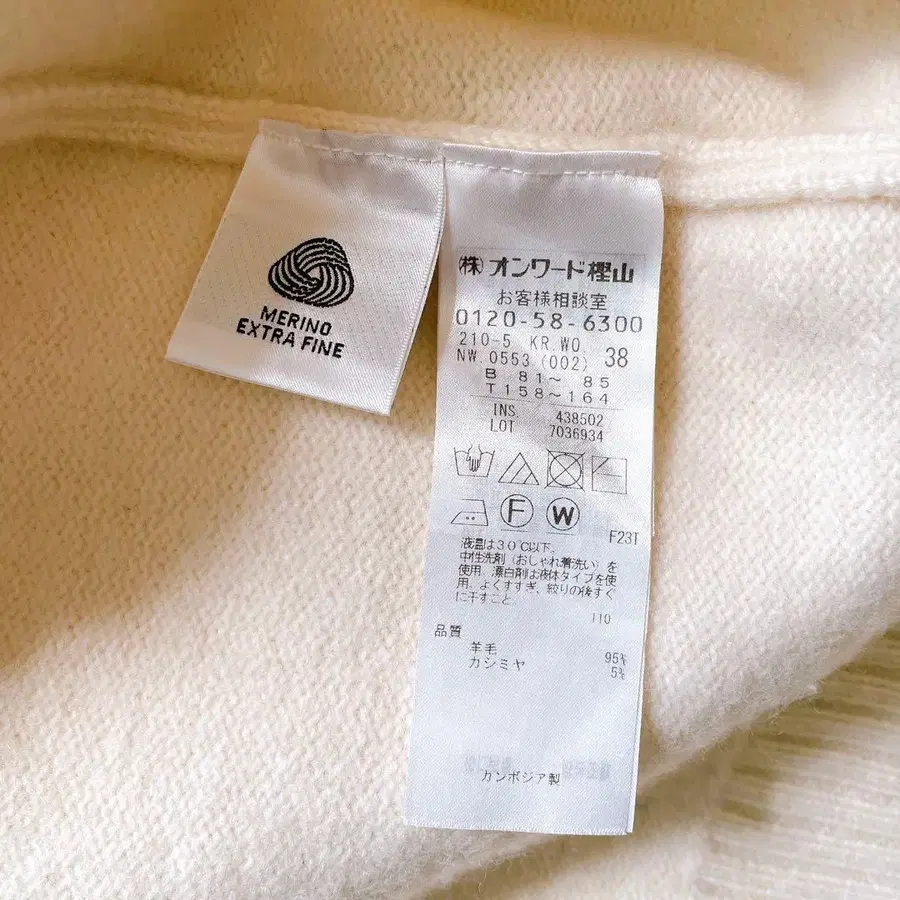 MERINO
EXTRA FINE
(株)オンワード樫山
お客様相談室
0120-58-6300
210-5 KR.WO.
NW.0553 (002) 38
B 81~ 85
T158~164
INS. 438502
LOT 7036934
F W
F23T
液温は30℃以下。
中性洗剤(おしゃれ着洗い)を
使用、漂白剤は液体タイプを使
用。よくすすぎ、絞りの後すぐ
に干すこと。
110
品質
羊毛 95%
カシミヤ 5%
カンボジア製